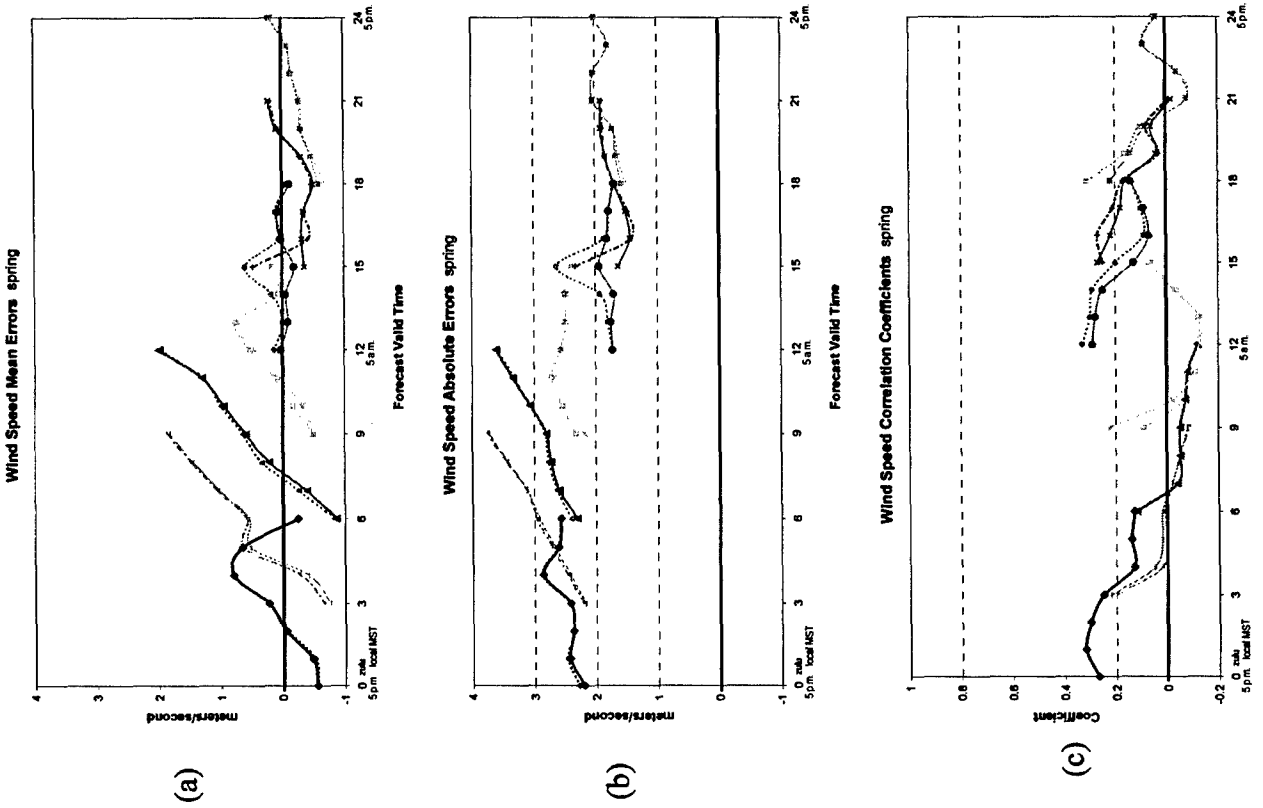 (a)
Wind Speed Mean Errors spring
meters/second
4
3
2
1
0
-1
0 zulu 3 6 9 12 15 18 21 24
5 p.m. local MST 5 a.m. 5 p.m.
Forecast Valid Time
(b)
Wind Speed Absolute Errors spring
meters/second
4
3
2
1
0
-1
0 zulu 3 6 9 12 15 18 21 24
5 p.m. local MST 5 a.m. 5 p.m.
Forecast Valid Time
(c)
Wind Speed Correlation Coefficients spring
Coefficient
1
0.8
0.6
0.4
0.2
0
-0.2
0 zulu 3 6 9 12 15 18 21 24
5 p.m. local MST 5 a.m. 5 p.m.